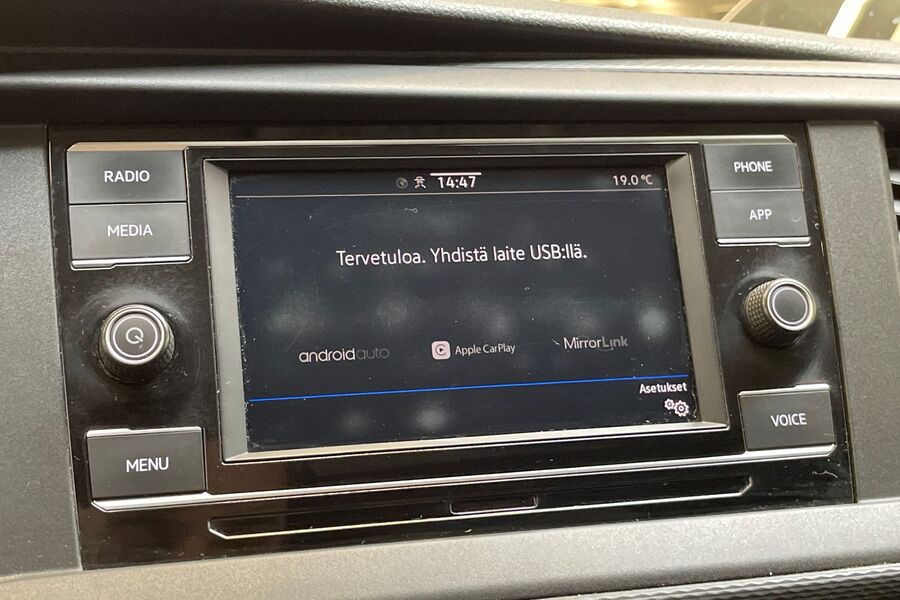 RADIO
MEDIA
MENU
14:47
19.0 °C
Tervetuloa. Yhdistä laite USB:llä.
androidauto
Apple CarPlay
MirrorLink
Asetukset
PHONE
APP
VOICE